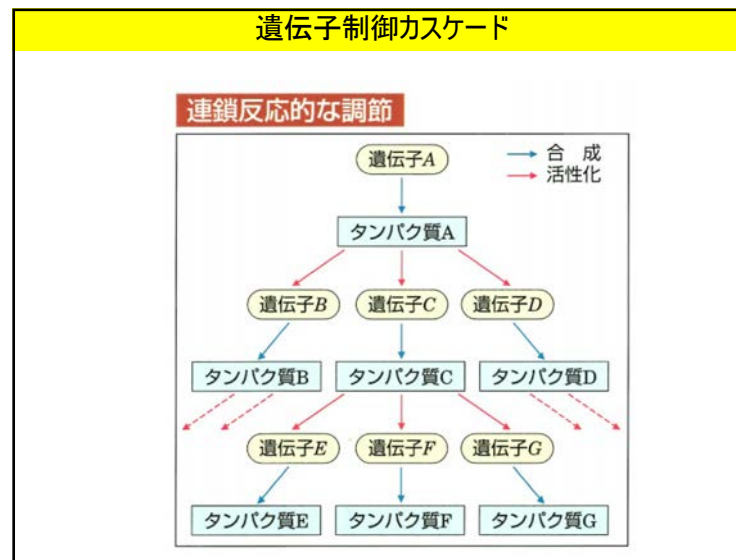 遺伝子制御カスケード
連鎖反応的な調節
遺伝子A
合 成
活性化
タンパク質A
遺伝子B
遺伝子C
遺伝子D
タンパク質B
タンパク質C
タンパク質D
遺伝子E
遺伝子F
遺伝子G
タンパク質E
タンパク質F
タンパク質G